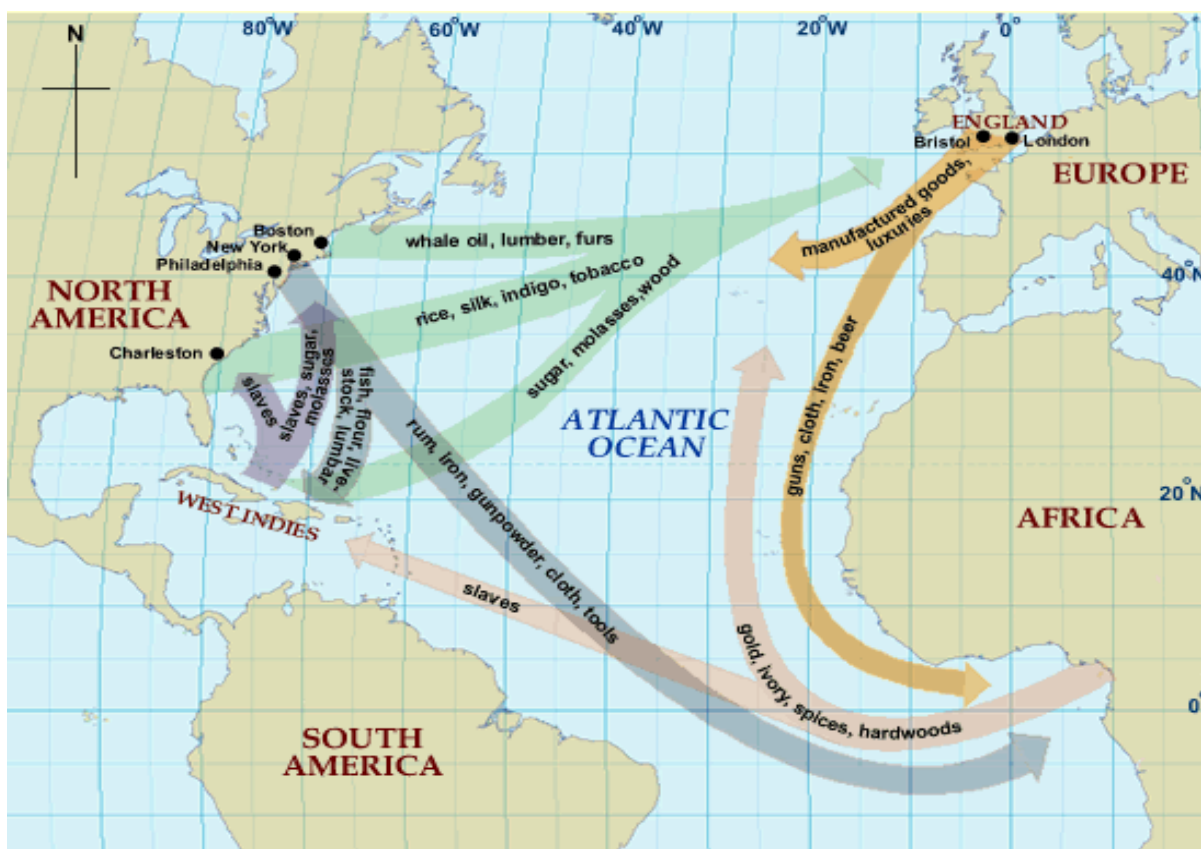 N
80°W
60°W
40°W
20°W
0°
ENGLAND
Bristol
London
EUROPE
manufactured goods,
luxuries
Boston
New York
Philadelphia
whale oil, lumber, furs
40°N
NORTH
AMERICA
rice, silk, indigo, fobacco
sugar, molasses,wood
Charleston
slaves
slaves, sugar,
molasses
fish, flour, live-
stock, lumbar
guns, cloth, iron, beer
ATLANTIC
OCEAN
rum, iron, gunpowder, cloth, tools
20°N
WEST INDIES
AFRICA
slaves
gold, ivory, spices, hardwoods
0°
SOUTH
AMERICA